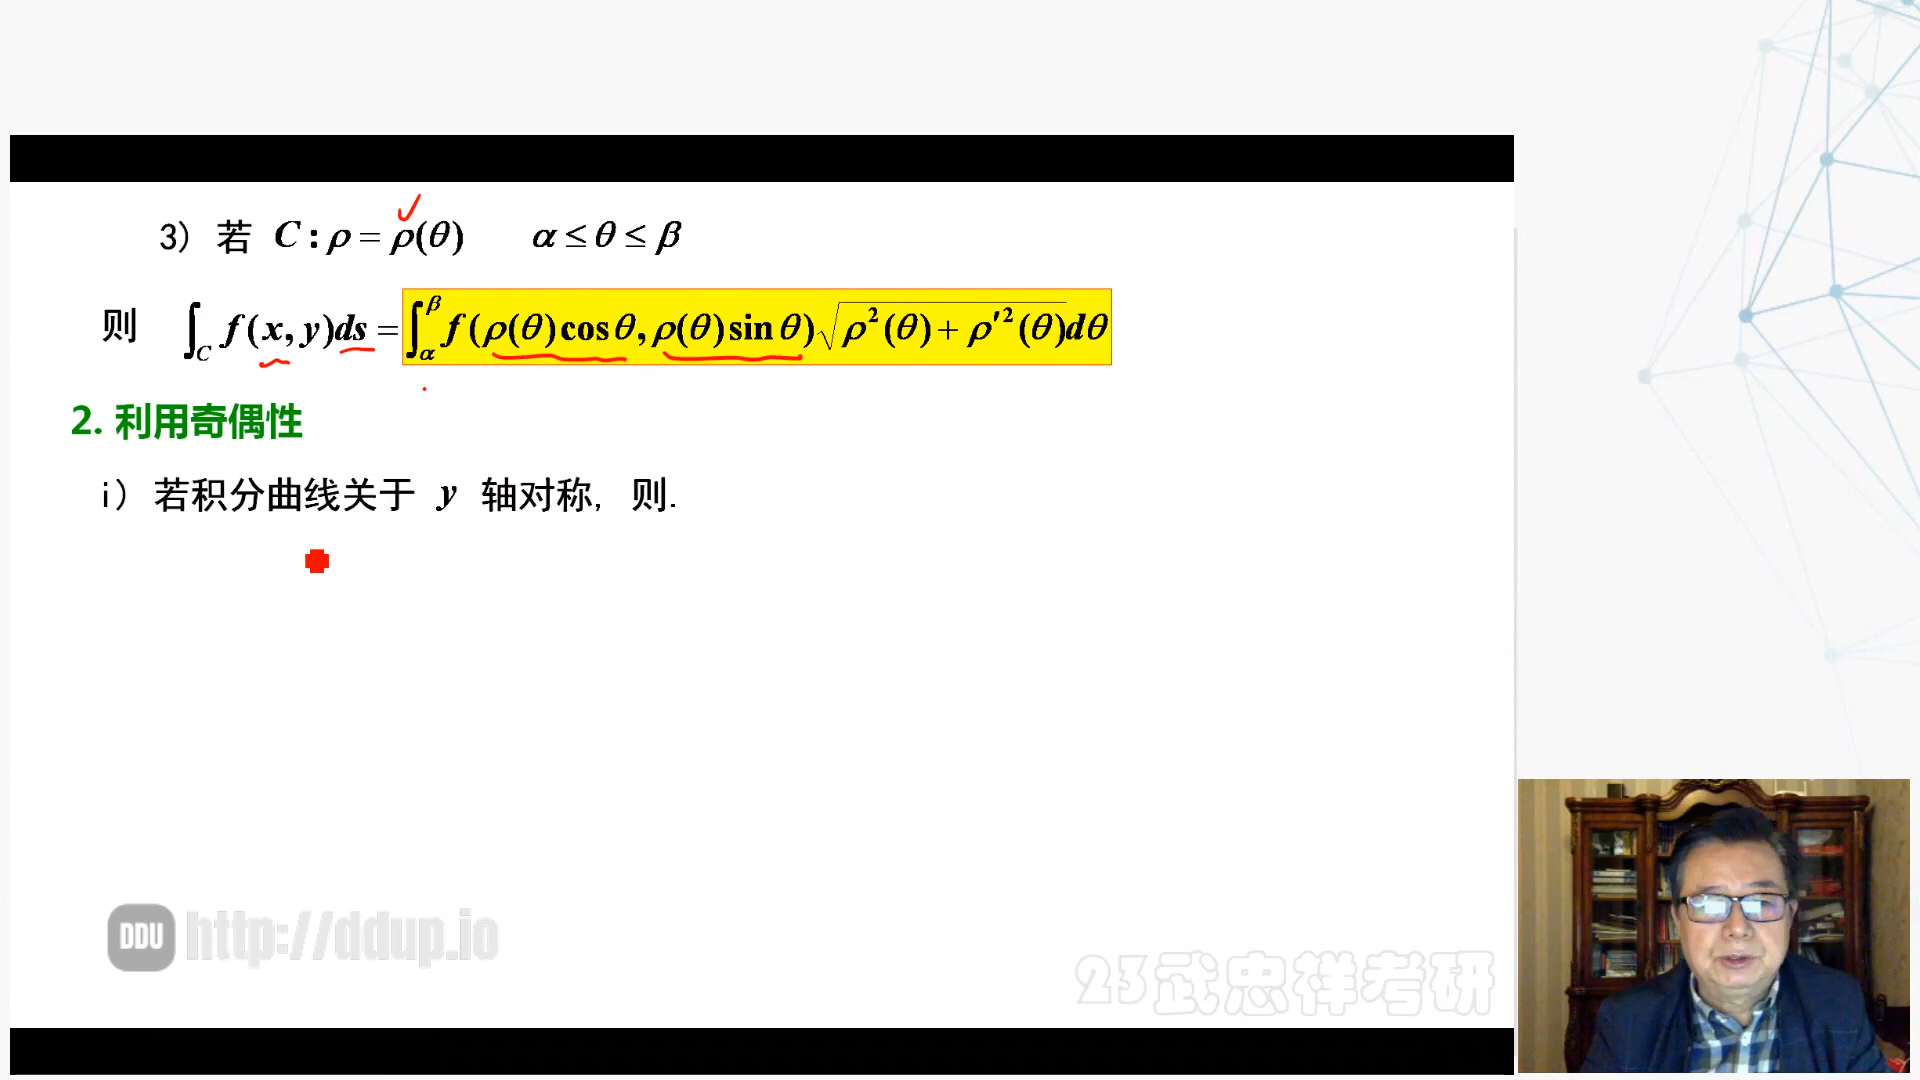 3) 若 C : ρ = ρ(θ) α ≤ θ ≤ β
则 ∫_C f(x, y)ds = ∫_α^β f(ρ(θ)cosθ, ρ(θ)sinθ)√(ρ²(θ) + ρ′²(θ))dθ
2. 利用奇偶性
i) 若积分曲线关于 y 轴对称, 则.
DDU http://ddup.io
23武忠祥考研